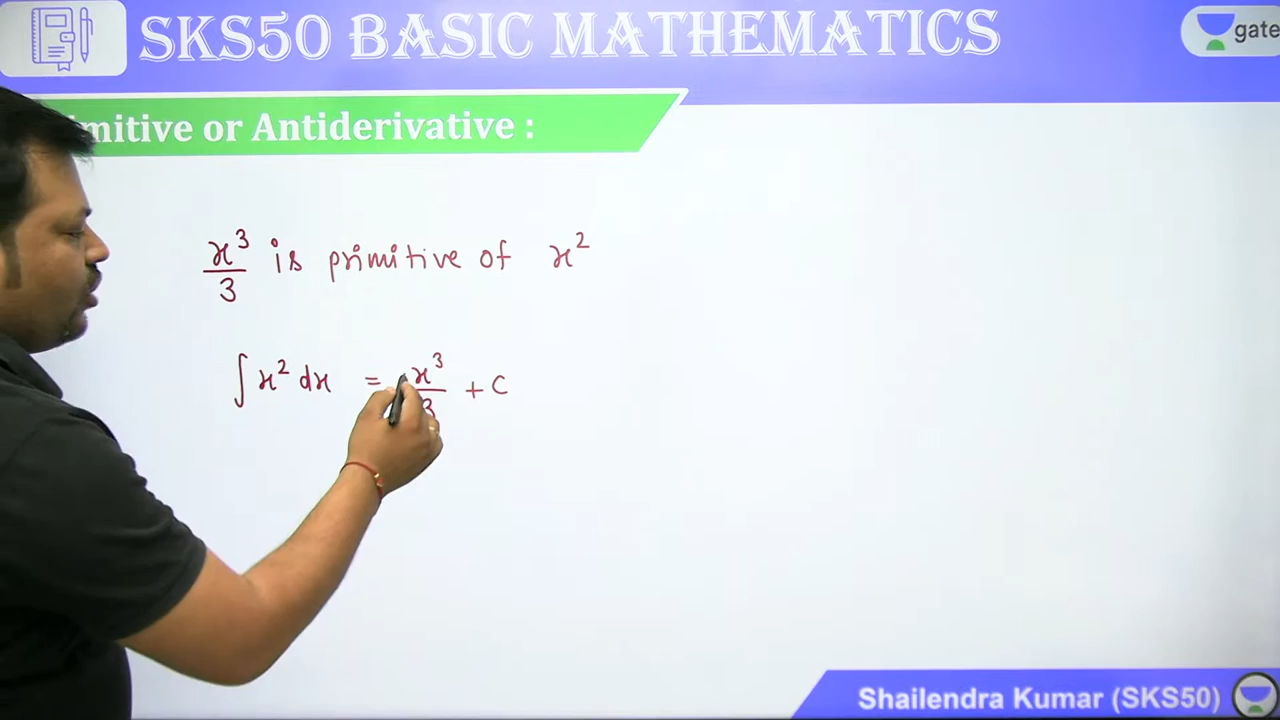 SKS50 BASIC MATHEMATICS
gate
imitive or Antiderivative :
x³/3 is primitive of x²
∫x² dx = x³/3 + c
Shailendra Kumar (SKS50)